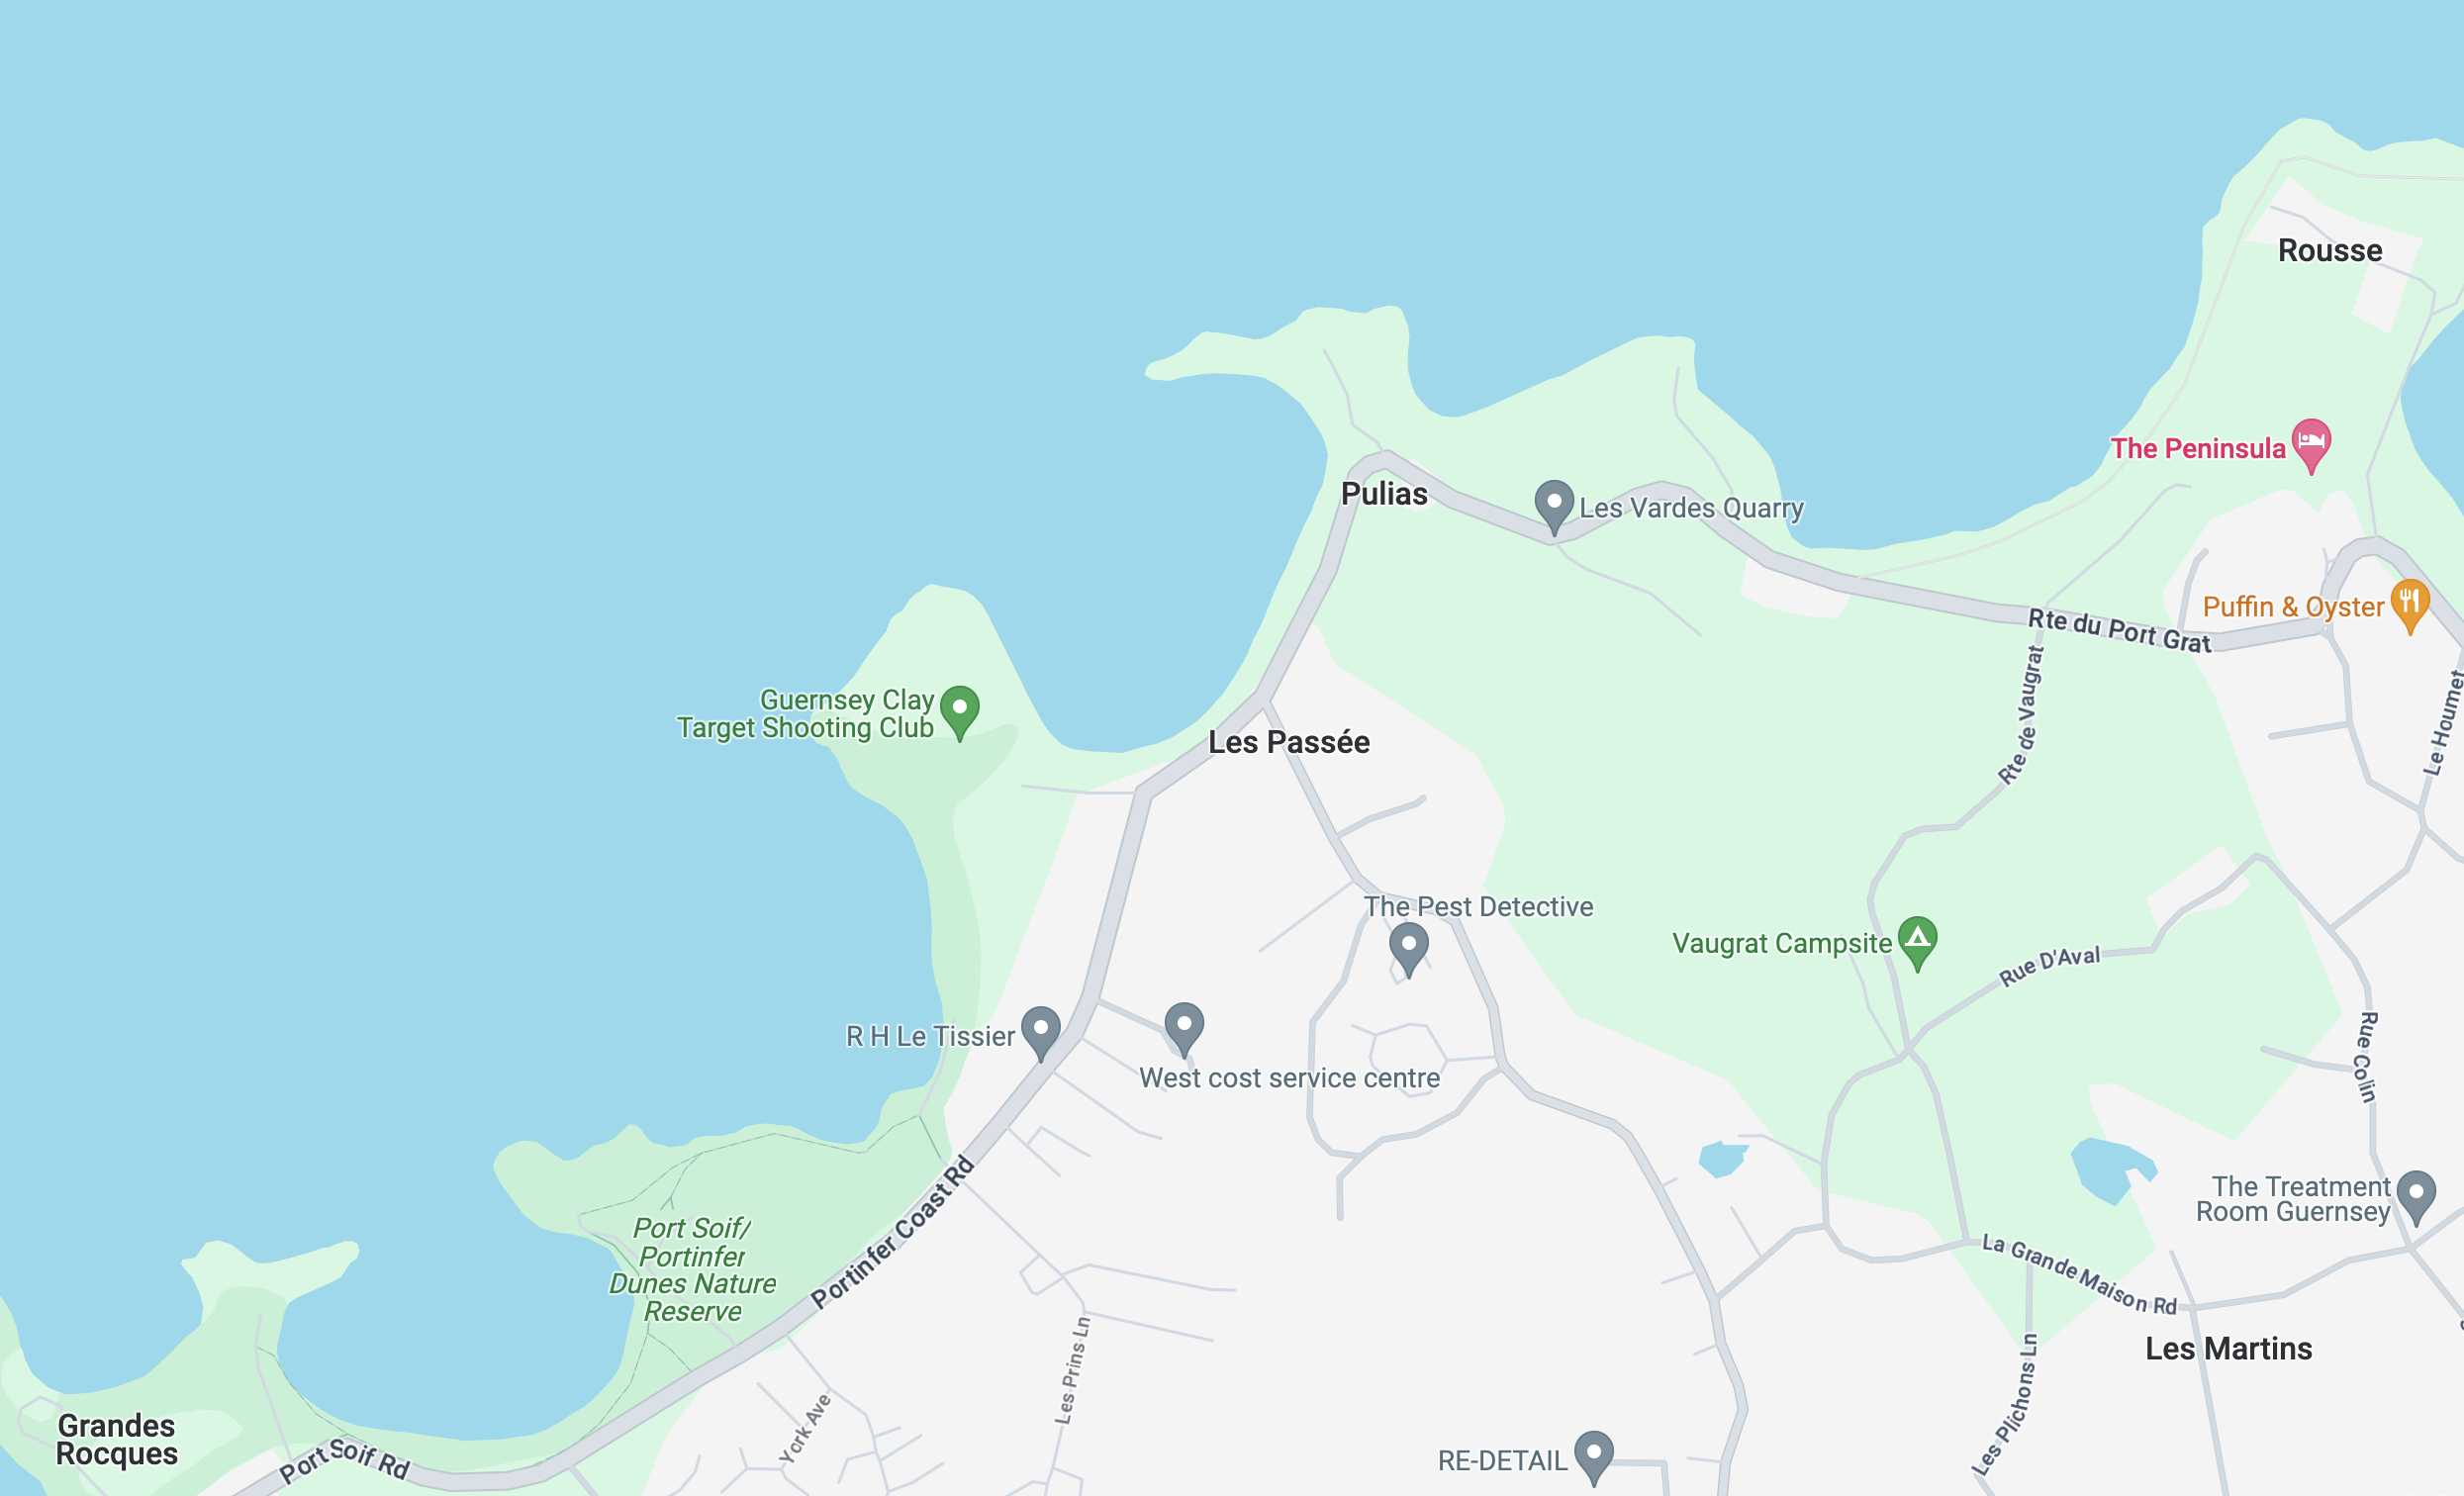 Rousse
The Peninsula
Pulias
Les Vardes Quarry
Puffin & Oyster
Rte du Port Grat
Rte de Vaugrat
Le Houmet
Guernsey Clay
Target Shooting Club
Les Passée
The Pest Detective
Vaugrat Campsite
Rue D'Aval
R H Le Tissier
West cost service centre
Rue Colin
The Treatment
Room Guernsey
Portinfer Coast Rd
Port Soif/
Portinfer
Dunes Nature
Reserve
La Grande Maison Rd
Les Martins
Les Prins Ln
Les Plichons Ln
York Ave
Grandes
Rocques
Port Soif Rd
RE-DETAIL